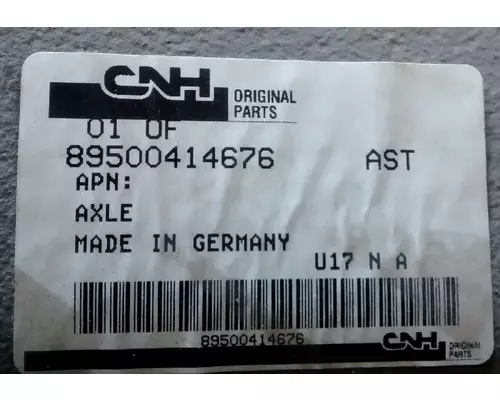 CNH
ORIGINAL
PARTS
01 OF
89500414676 AST
APN:
AXLE
MADE IN GERMANY
U17 N A
89500414676
CNH
ORIGINAL
PARTS